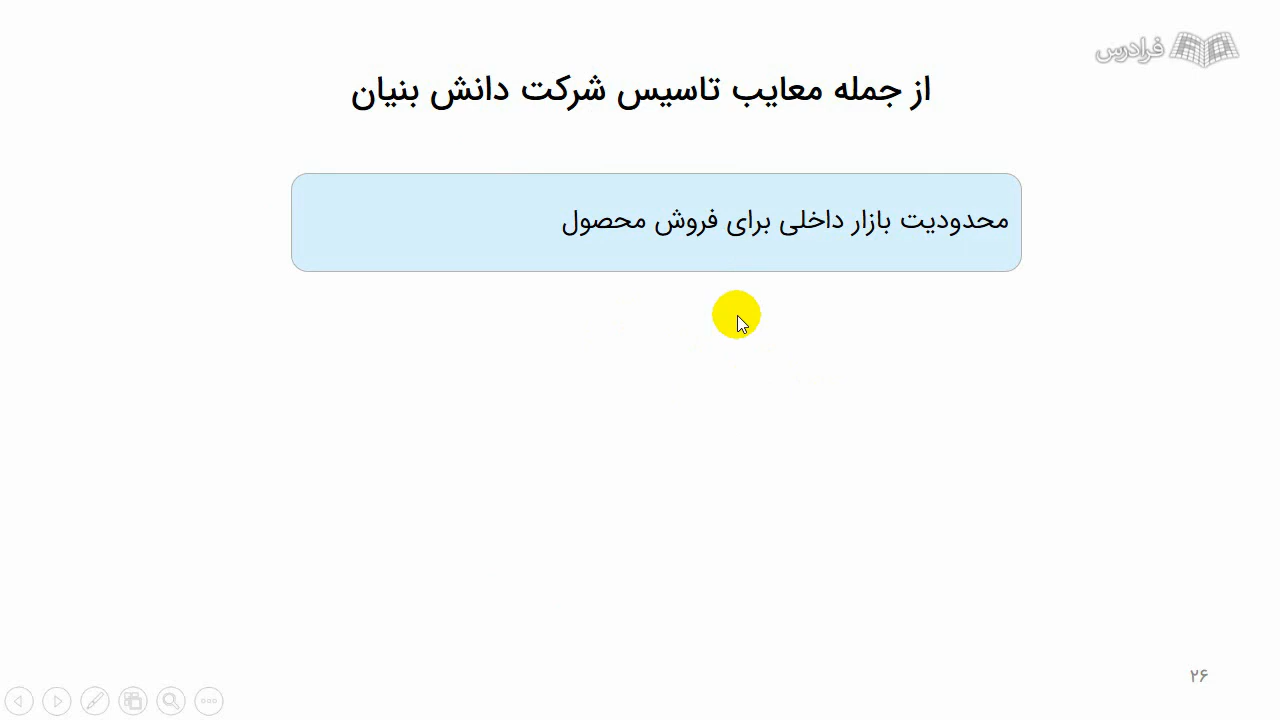 فرادرس
از جمله معایب تاسیس شرکت دانش بنیان
محدودیت بازار داخلی برای فروش محصول
۲۶